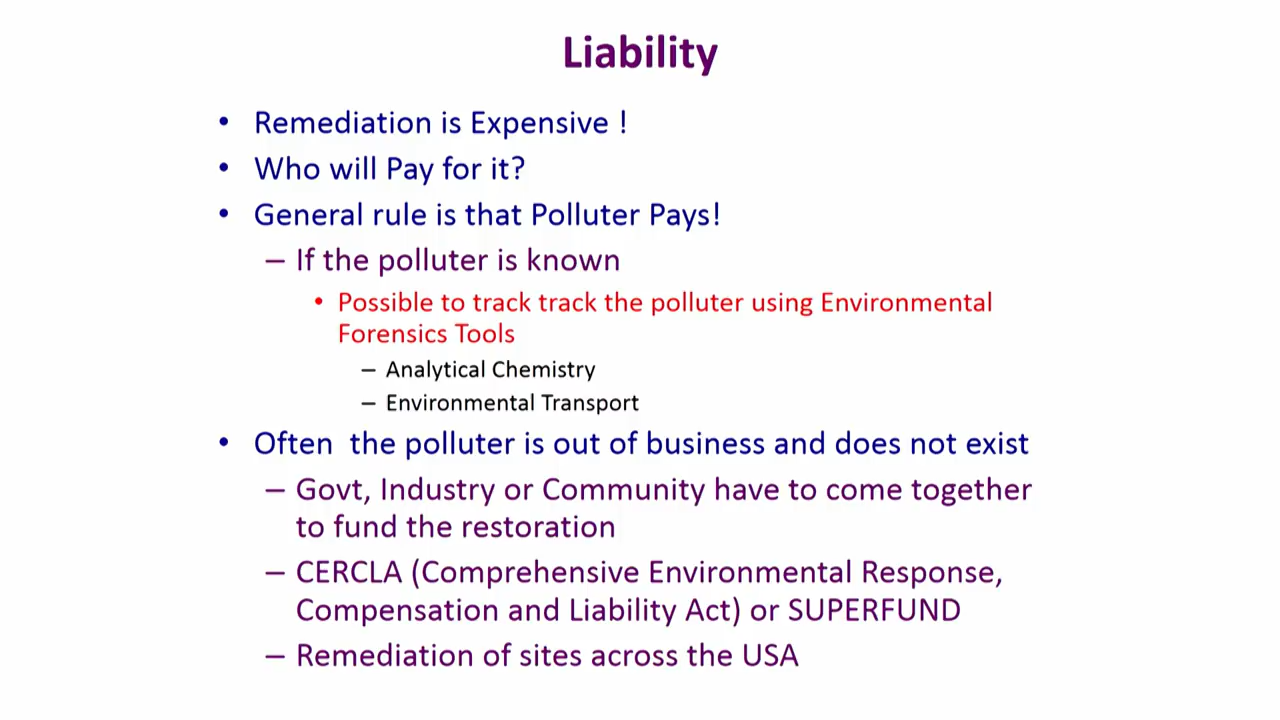 Liability
• Remediation is Expensive !
• Who will Pay for it?
• General rule is that Polluter Pays!
– If the polluter is known
• Possible to track track the polluter using Environmental
Forensics Tools
– Analytical Chemistry
– Environmental Transport
• Often  the polluter is out of business and does not exist
– Govt, Industry or Community have to come together
to fund the restoration
– CERCLA (Comprehensive Environmental Response,
Compensation and Liability Act) or SUPERFUND
– Remediation of sites across the USA